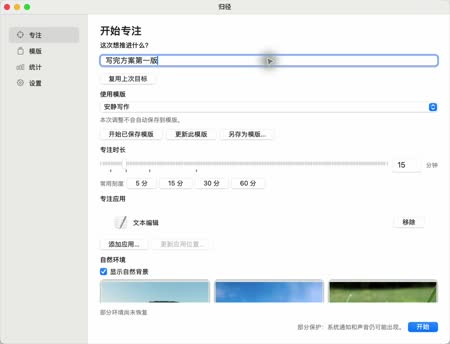 归径
专注
模版
统计
设置
开始专注
这次想推进什么?
写完方案第一版
复用上次目标
使用模版
安静写作
本次调整不会自动保存到模版。
开始已保存模版 更新此模版 另存为模版...
专注时长
15 分钟
常用刻度 5 分 15 分 30 分 60 分
专注应用
文本编辑 移除
添加应用... 更新应用位置...
自然环境
显示自然背景
部分环境尚未恢复
部分保护：系统通知和声音仍可能出现。 开始